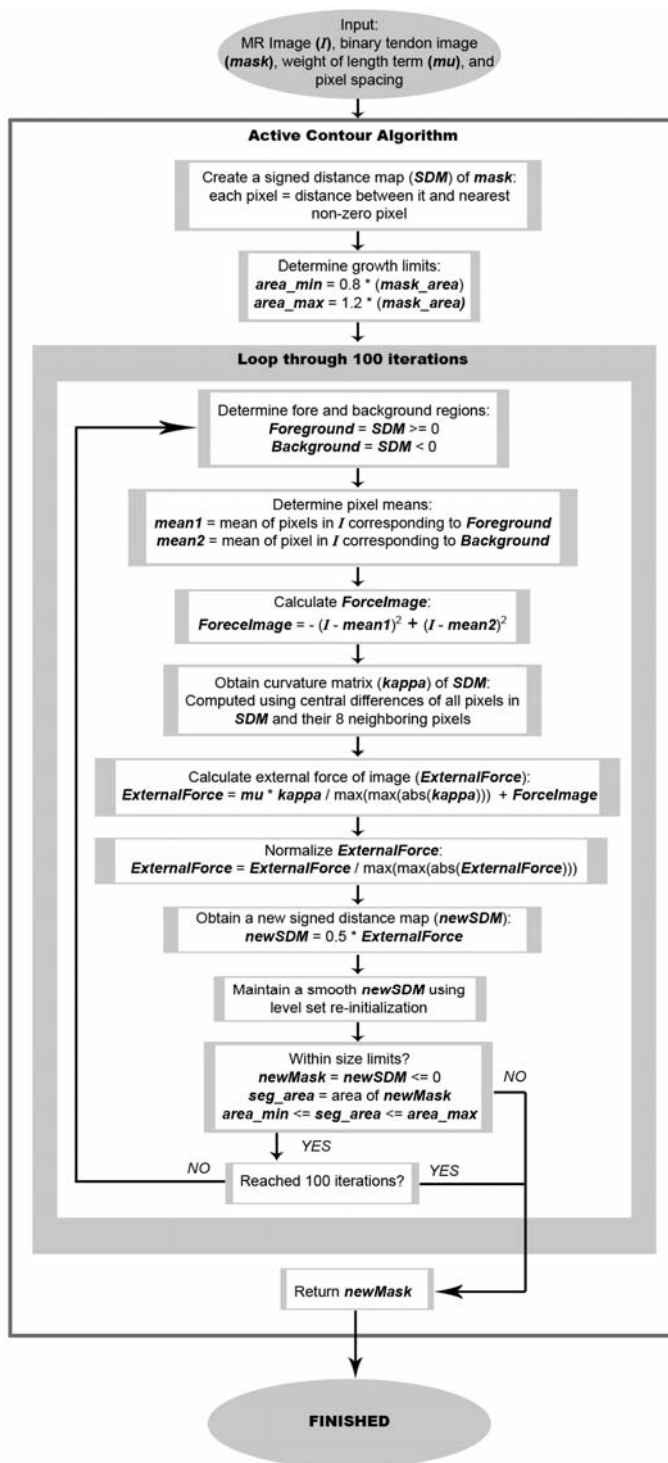 Input:
MR Image (I), binary tendon image
(mask), weight of length term (mu), and
pixel spacing
Active Contour Algorithm
Create a signed distance map (SDM) of mask:
each pixel = distance between it and nearest
non-zero pixel
Determine growth limits:
area_min = 0.8 * (mask_area)
area_max = 1.2 * (mask_area)
Loop through 100 iterations
Determine fore and background regions:
Foreground = SDM >= 0
Background = SDM < 0
Determine pixel means:
mean1 = mean of pixels in I corresponding to Foreground
mean2 = mean of pixel in I corresponding to Background
Calculate ForceImage:
ForeceImage = - (I - mean1)² + (I - mean2)²
Obtain curvature matrix (kappa) of SDM:
Computed using central differences of all pixels in
SDM and their 8 neighboring pixels
Calculate external force of image (ExternalForce):
ExternalForce = mu * kappa / max(max(abs(kappa))) + ForceImage
Normalize ExternalForce:
ExternalForce = ExternalForce / max(max(abs(ExternalForce)))
Obtain a new signed distance map (newSDM):
newSDM = 0.5 * ExternalForce
Maintain a smooth newSDM using
level set re-initialization
Within size limits?
newMask = newSDM <= 0
seg_area = area of newMask
area_min <= seg_area <= area_max
NO
YES
NO
Reached 100 iterations?
YES
Return newMask
FINISHED